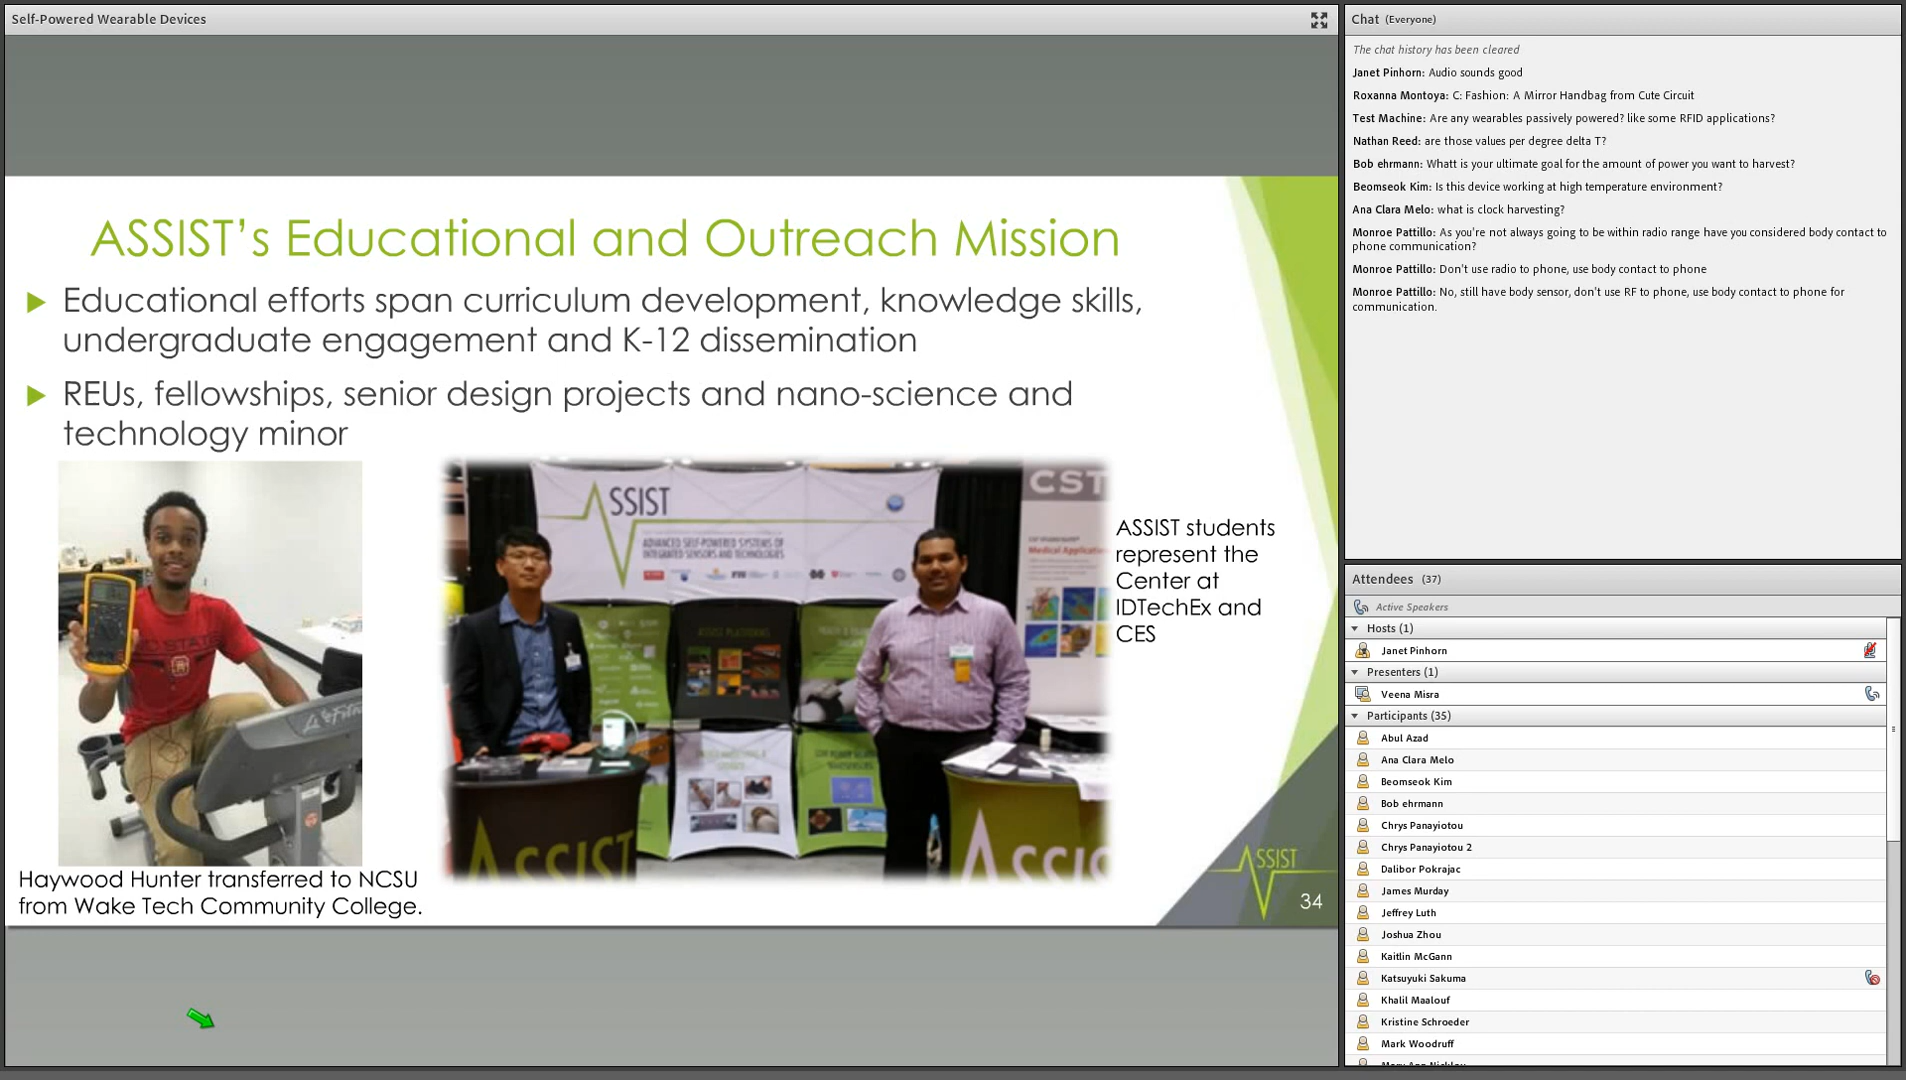 Self-Powered Wearable Devices
ASSIST's Educational and Outreach Mission
Educational efforts span curriculum development, knowledge skills,
undergraduate engagement and K-12 dissemination
REUs, fellowships, senior design projects and nano-science and
technology minor
ASSIST
ADVANCED SELF-POWERED SYSTEMS OF
INTEGRATED SENSORS AND TECHNOLOGIES
CST
Medical
ASSIST
ASSIS
ASSIST students
represent the
Center at
IDTechEx and
CES
Haywood Hunter transferred to NCSU
from Wake Tech Community College.
ASSIST
34
Chat (Everyone)
The chat history has been cleared
Janet Pinhorn: Audio sounds good
Roxanna Montoya: C: Fashion: A Mirror Handbag from Cute Circuit
Test Machine: Are any wearables passively powered? like some RFID applications?
Nathan Reed: are those values per degree delta T?
Bob ehrmann: Whatt is your ultimate goal for the amount of power you want to harvest?
Beomseok Kim: Is this device working at high temperature environment?
Ana Clara Melo: what is clock harvesting?
Monroe Pattillo: As you're not always going to be within radio range have you considered body contact to
phone communication?
Monroe Pattillo: Don't use radio to phone, use body contact to phone
Monroe Pattillo: No, still have body sensor, don't use RF to phone, use body contact to phone for
communication.
Attendees (37)
Active Speakers
Hosts (1)
Janet Pinhorn
Presenters (1)
Veena Misra
Participants (35)
Abul Azad
Ana Clara Melo
Beomseok Kim
Bob ehrmann
Chrys Panayiotou
Chrys Panayiotou 2
Dalibor Pokrajac
James Murday
Jeffrey Luth
Joshua Zhou
Kaitlin McGann
Katsuyuki Sakuma
Khalil Maalouf
Kristine Schroeder
Mark Woodruff